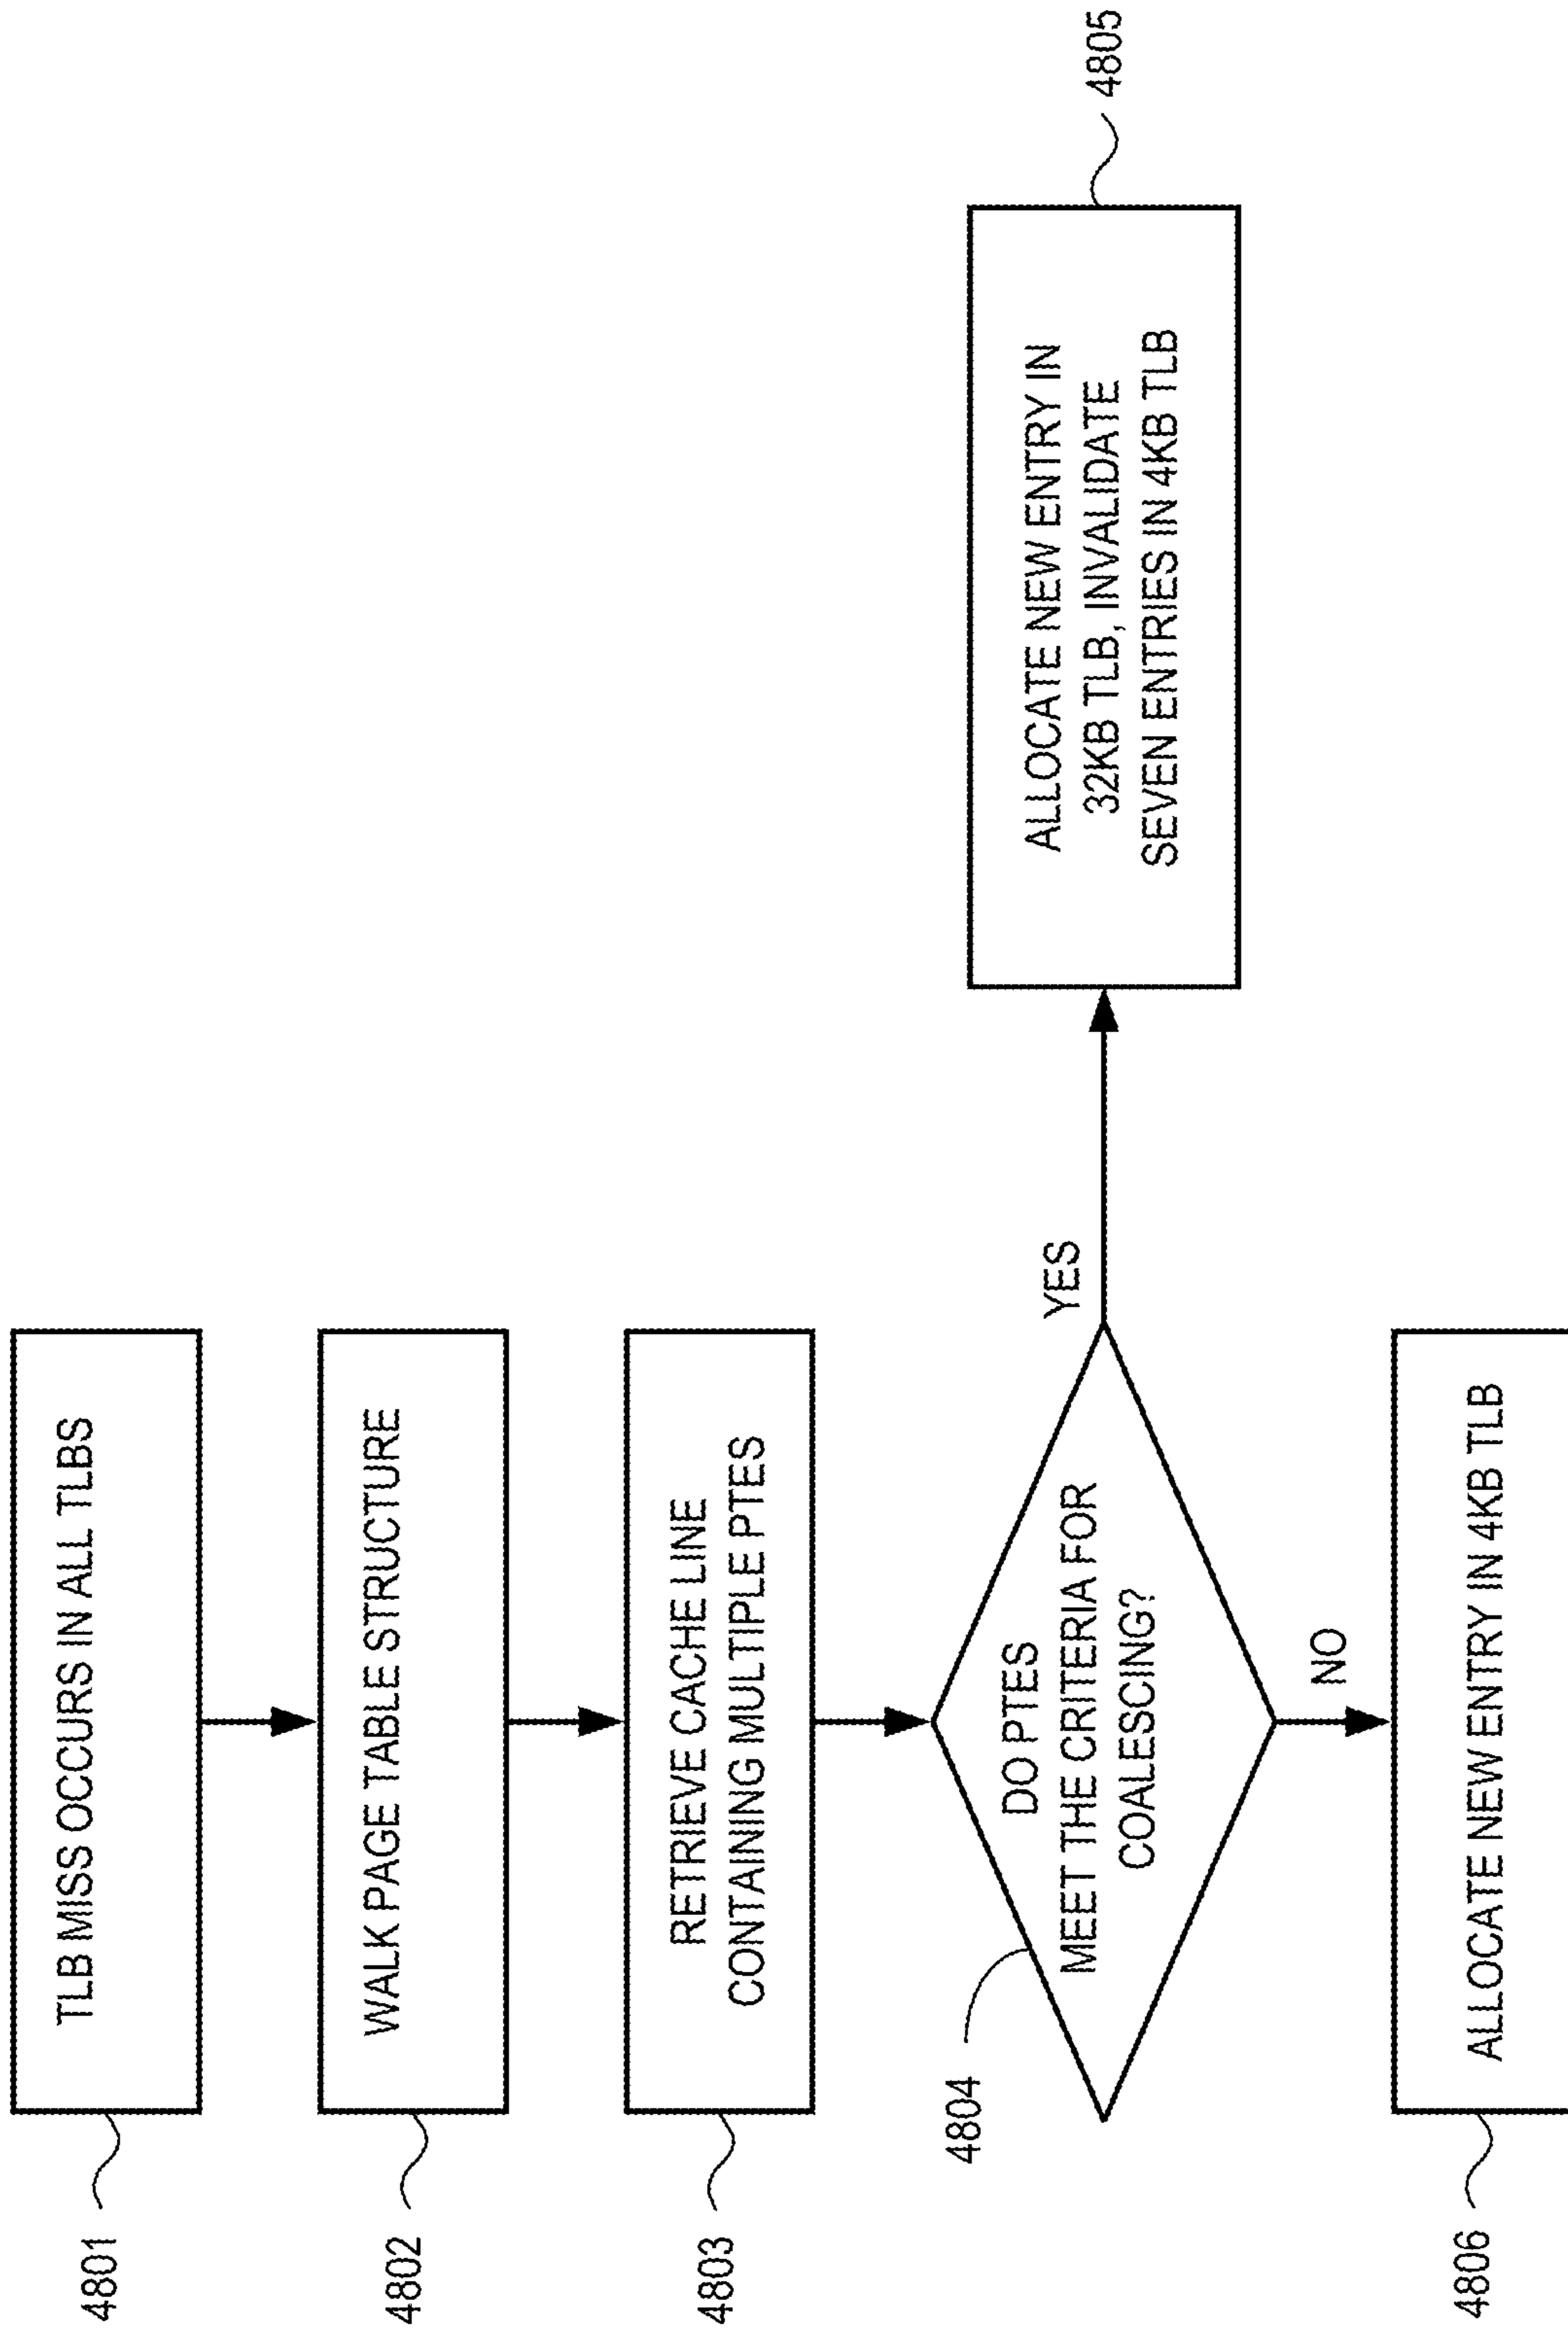 4801
TLB MISS OCCURS IN ALL TLBS
4802
WALK PAGE TABLE STRUCTURE
4803
RETRIEVE CACHE LINE
CONTAINING MULTIPLE PTES
4804
DO PTES
MEET THE CRITERIA FOR
COALESCING?
YES
ALLOCATE NEW ENTRY IN
32KB TLB, INVALIDATE
SEVEN ENTRIES IN 4KB TLB
4805
NO
4806
ALLOCATE NEW ENTRY IN 4KB TLB